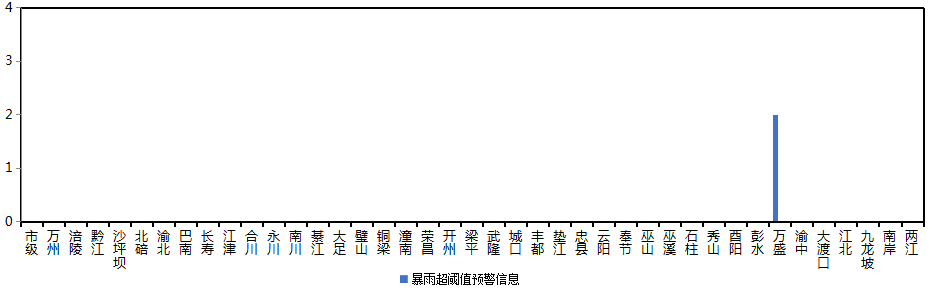 4
3
2
1
0
市级
万州
涪陵
黔江
沙坪坝
北碚
渝北
巴南
长寿
江津
合川
永川
南川
綦江
大足
璧山
铜梁
潼南
荣昌
开州
梁平
武隆
城口
丰都
垫江
忠县
云阳
奉节
巫山
巫溪
石柱
秀山
酉阳
彭水
万盛
渝中
大渡口
江北
九龙坡
南岸
两江
暴雨超阈值预警信息